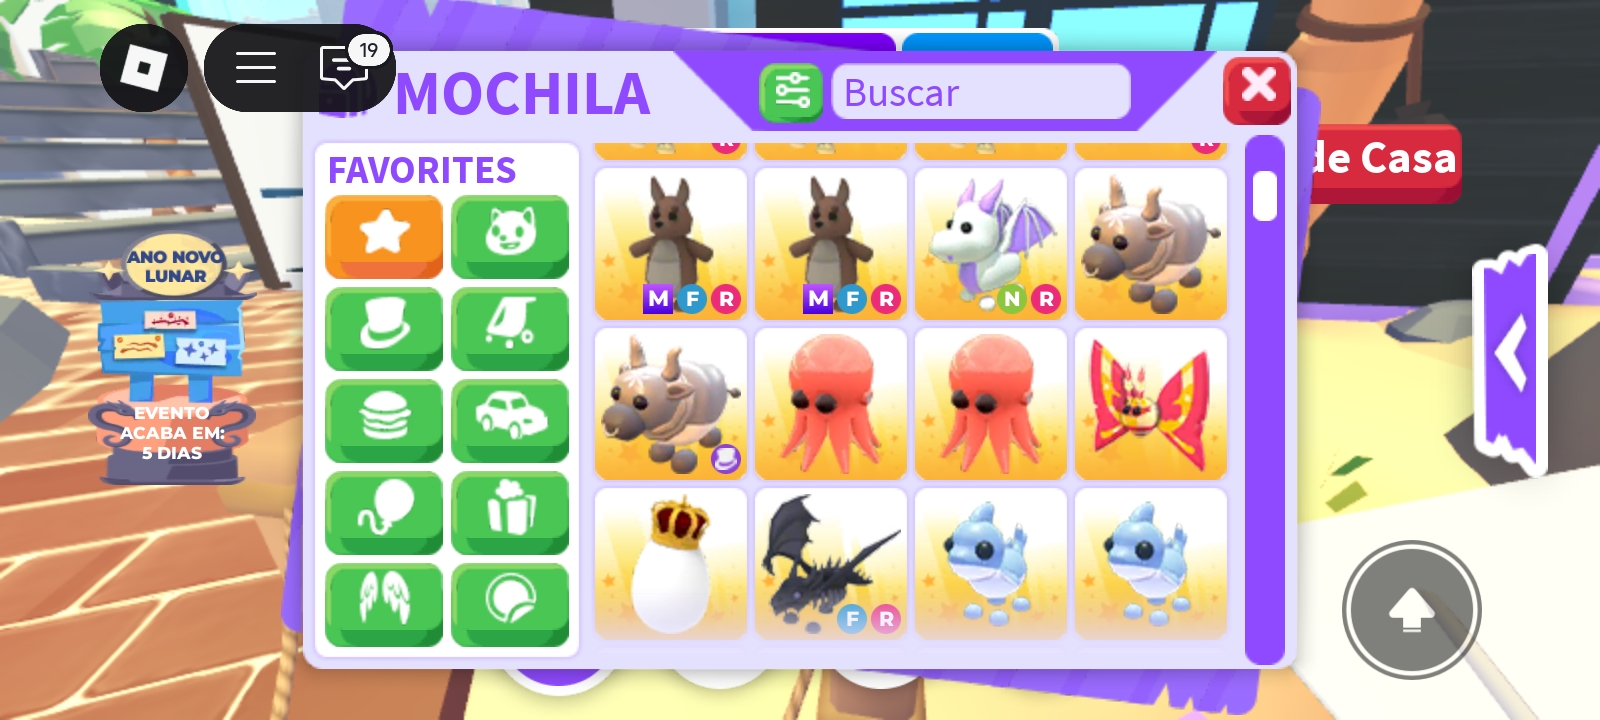 19
MOCHILA
Buscar
FAVORITES
R
R
de Casa
M F R
M F R
N R
ANO NOVO
LUNAR
EVENTO
ACABA EM:
5 DIAS
F R